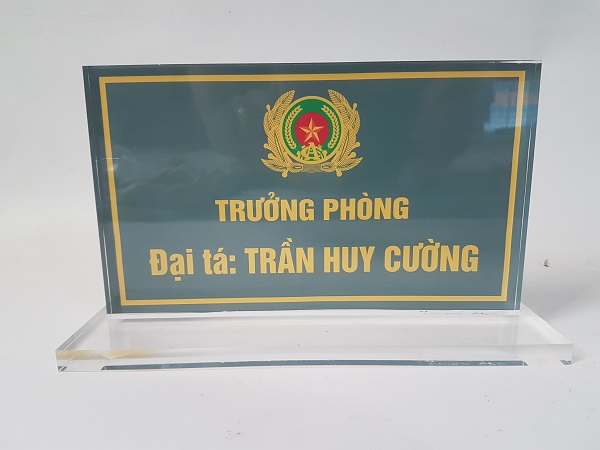 TRƯỞNG PHÒNG
Đại tá: TRẦN HUY CƯỜNG